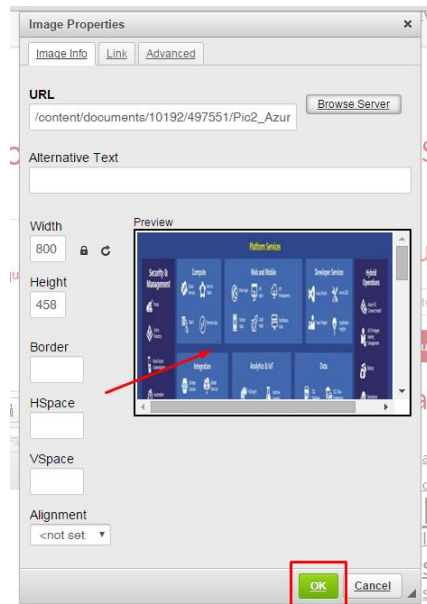 Image Properties
Image Info Link Advanced
URL
Browse Server
/content/documents/10192/497551/Pic2_Azur
Alternative Text
Width
Preview
800
Height
458
Border
HSpace
VSpace
Alignment
<not set
Platform Services
Security & Management
Compute
Web and Mobile
Developer Services
Hybrid Operations
Integration
Analytics & IoT
Data
OK Cancel